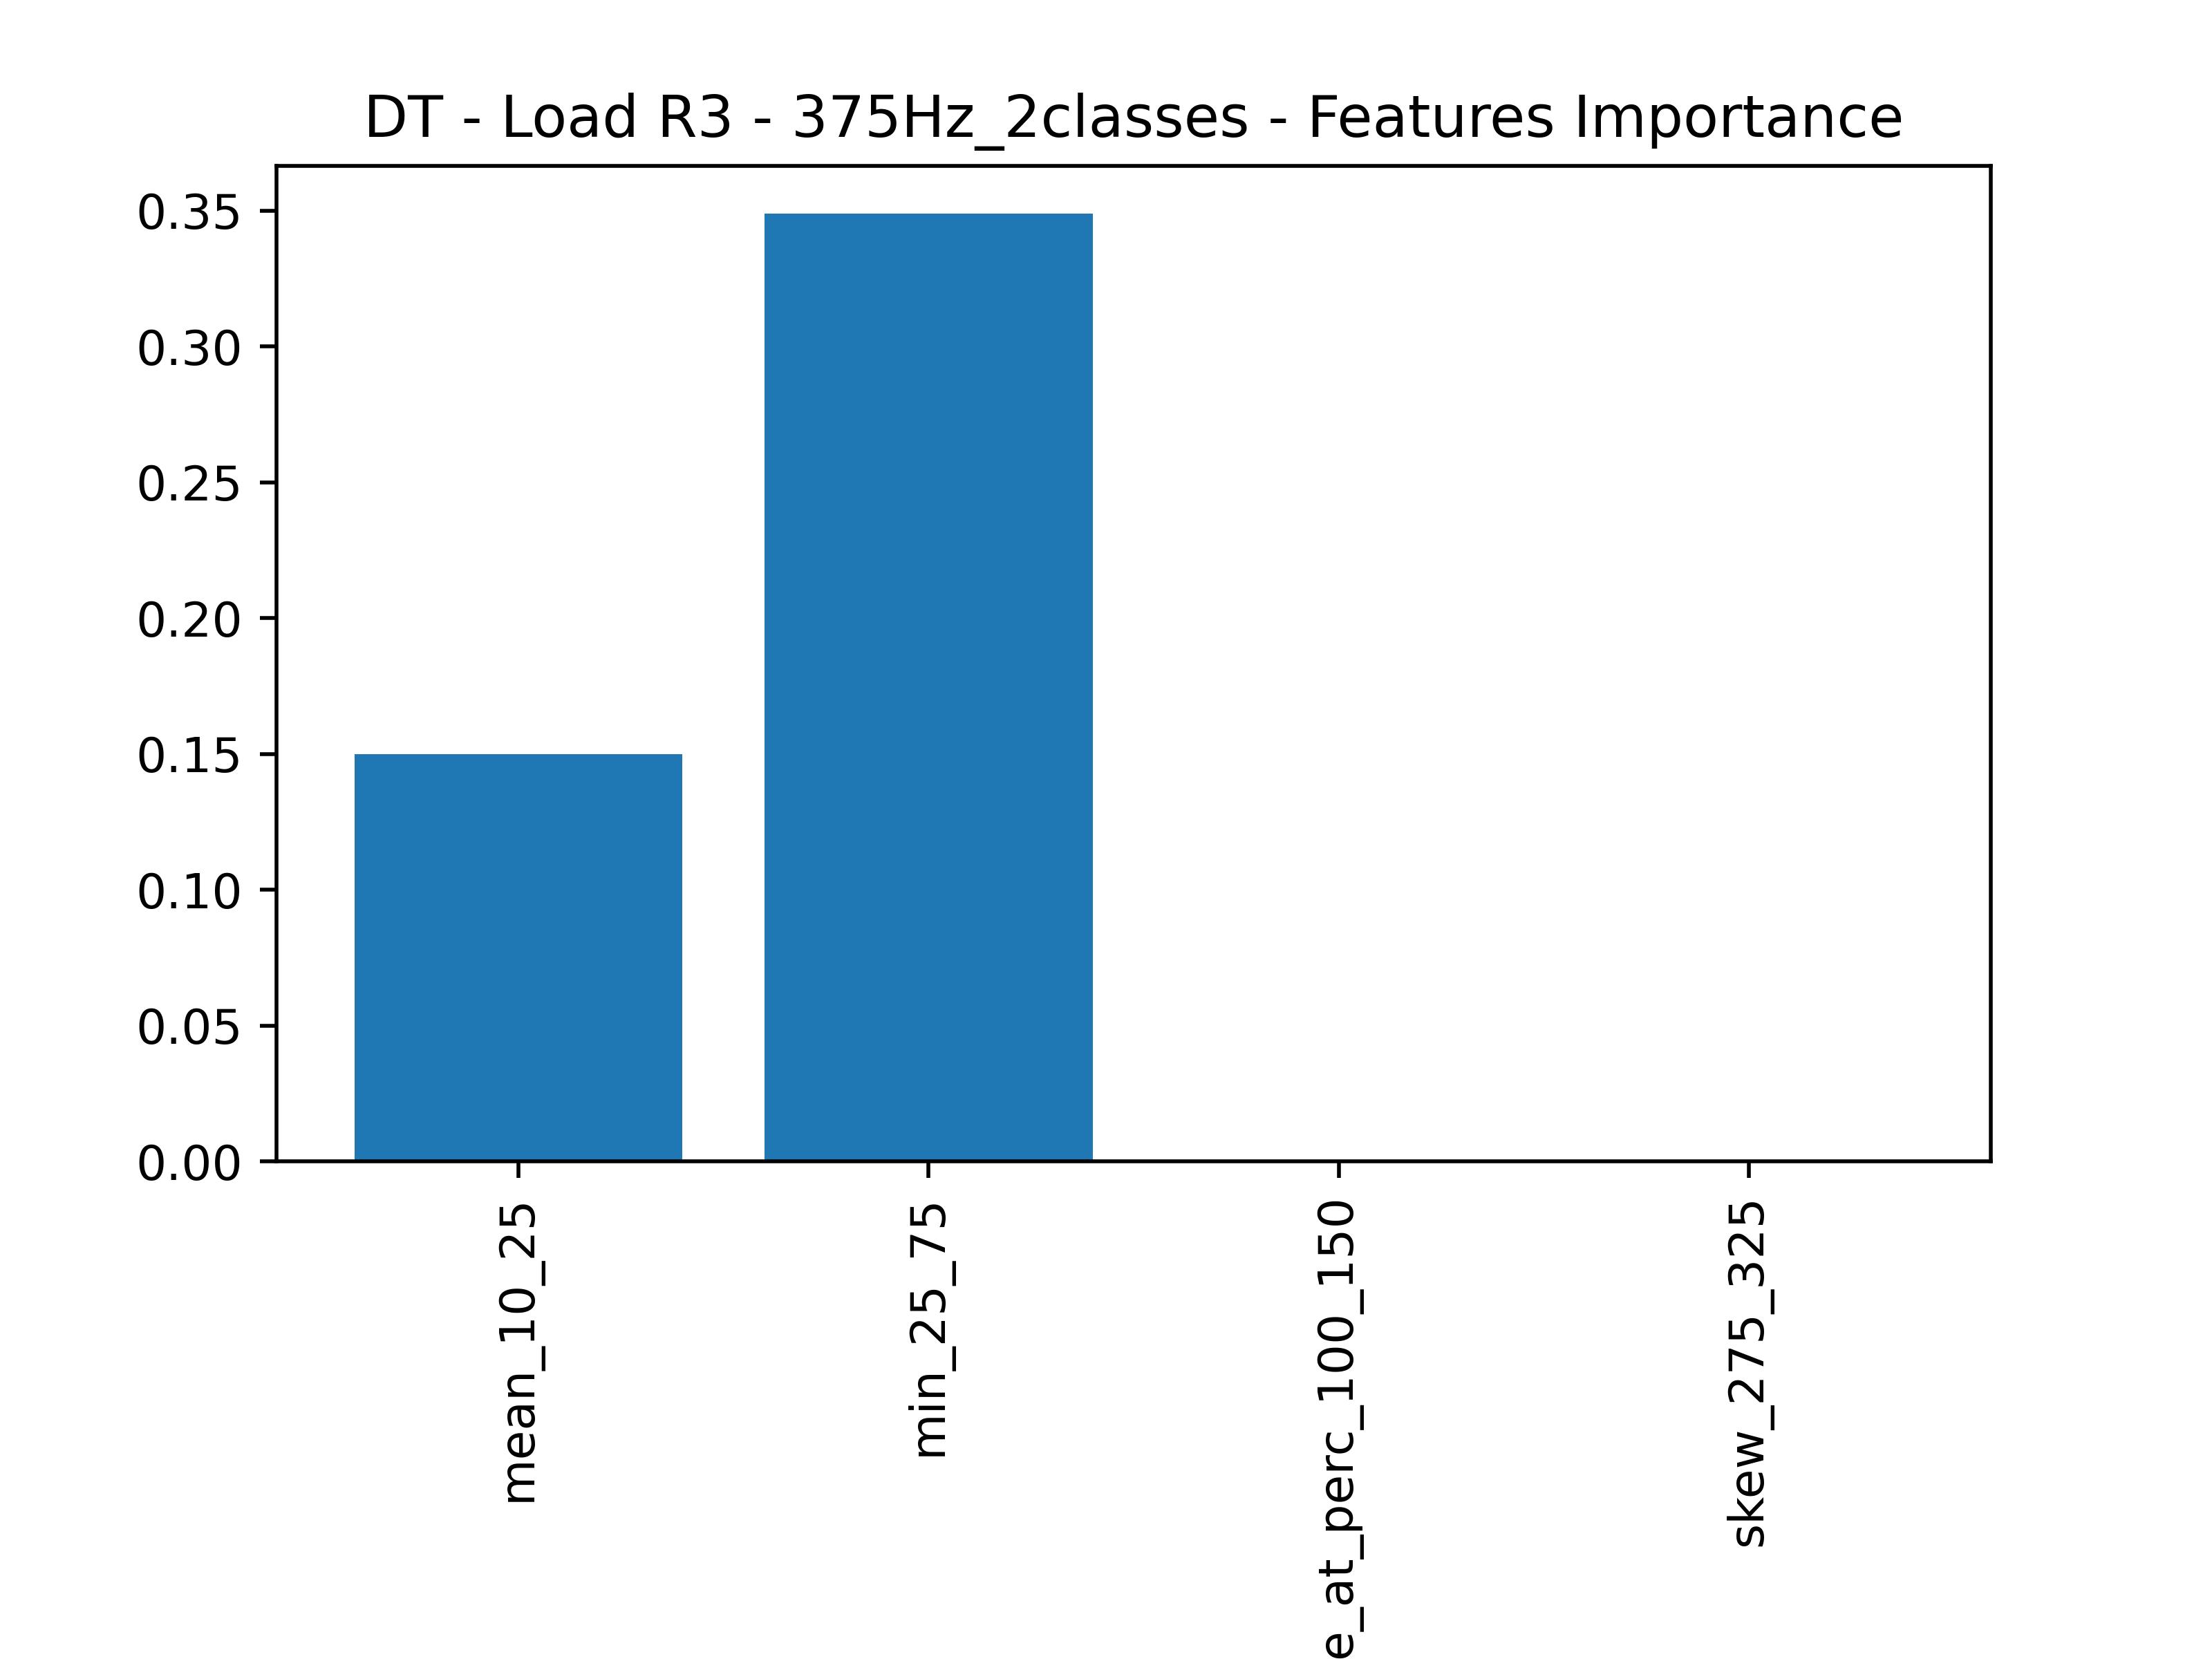 DT - Load R3 - 375Hz_2classes - Features Importance
0.35
0.30
0.25
0.20
0.15
0.10
0.05
0.00
mean_10_25
min_25_75
e_at_perc_100_150
skew_275_325